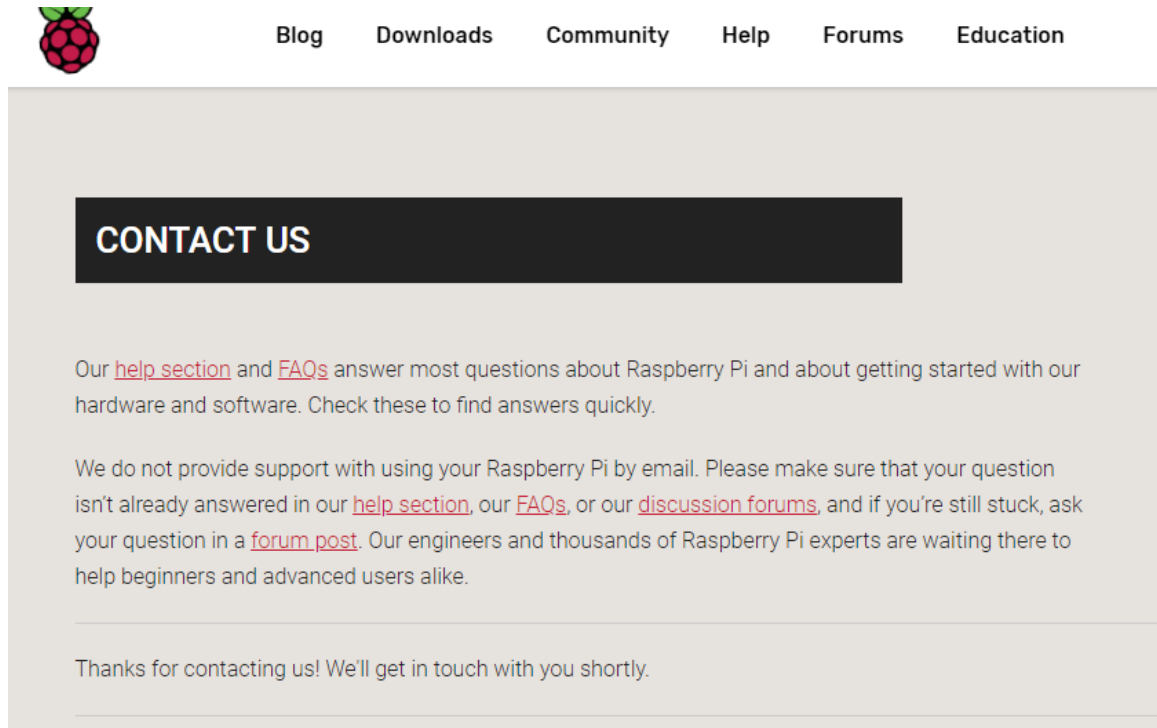 Blog Downloads Community Help Forums Education
CONTACT US
Our help section and FAQs answer most questions about Raspberry Pi and about getting started with our
hardware and software. Check these to find answers quickly.
We do not provide support with using your Raspberry Pi by email. Please make sure that your question
isn't already answered in our help section, our FAQs, or our discussion forums, and if you're still stuck, ask
your question in a forum post. Our engineers and thousands of Raspberry Pi experts are waiting there to
help beginners and advanced users alike.
Thanks for contacting us! We'll get in touch with you shortly.